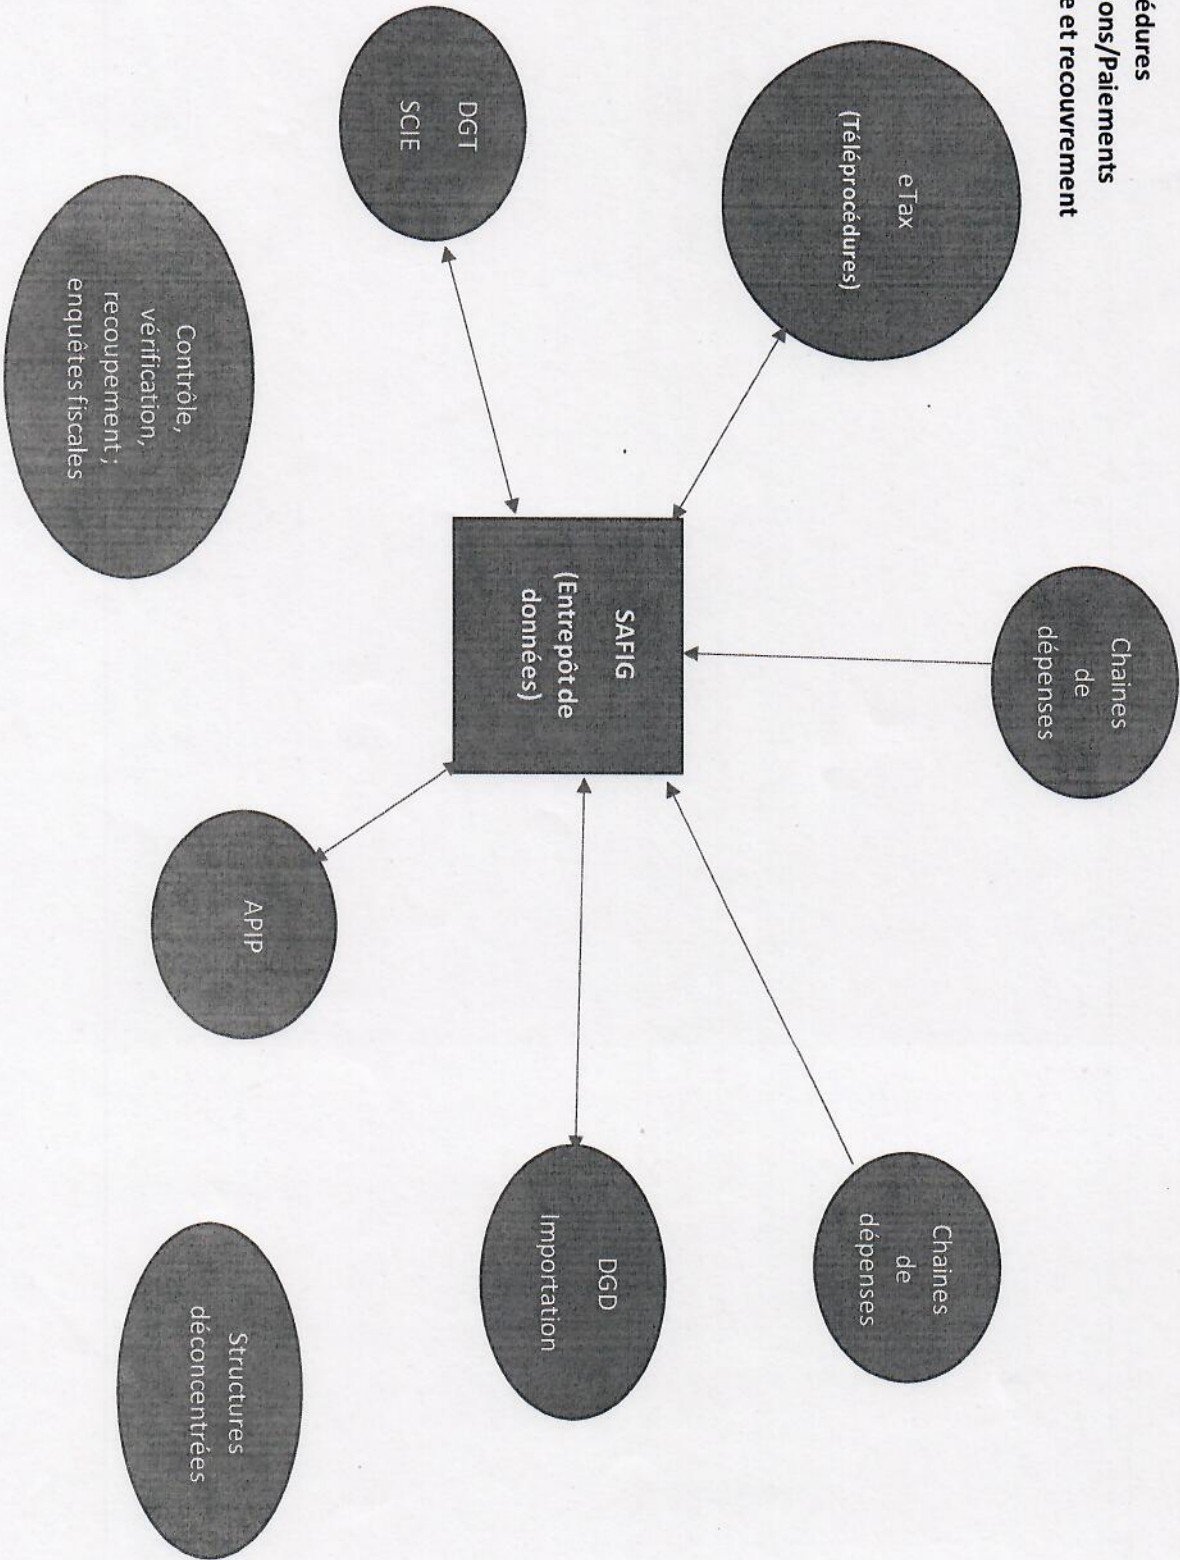 édures
ons/Paiements
e et recouvrement
Chaines
de
dépenses
eTax
(Téléprocédures)
Chaines
de
dépenses
SAFIG
(Entrepôt de
données)
DGD
Importation
DGT
SCIE
APIP
Contrôle,
vérification,
recoupement ;
enquêtes fiscales
Structures
déconcentrées